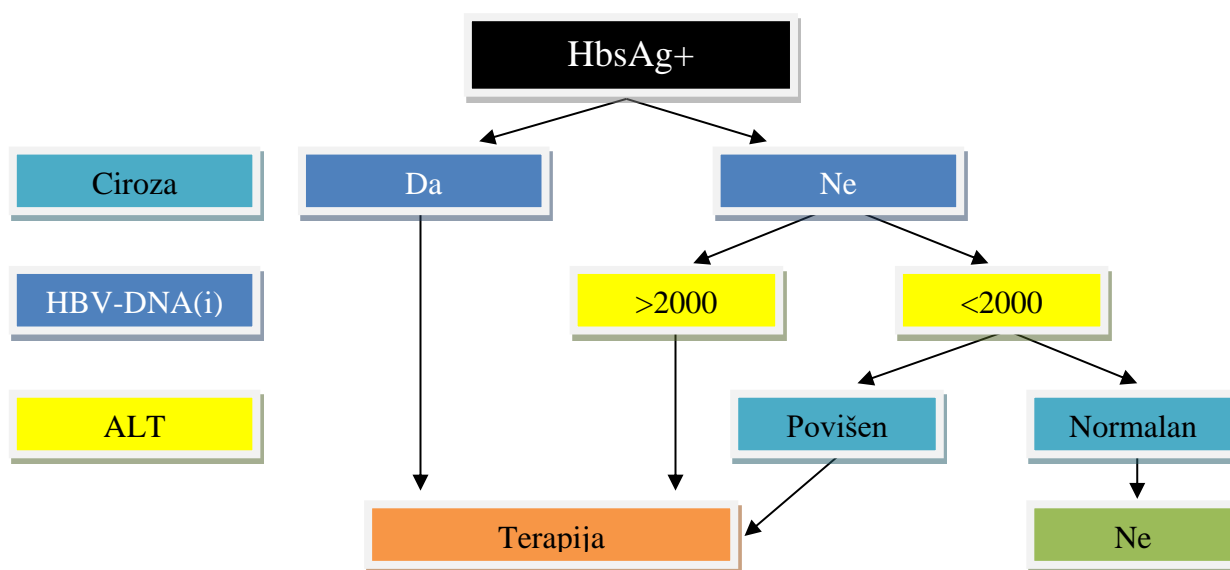 HbsAg+
Ciroza
Da
Ne
HBV-DNA(i)
>2000
<2000
ALT
Povišen
Normalan
Terapija
Ne